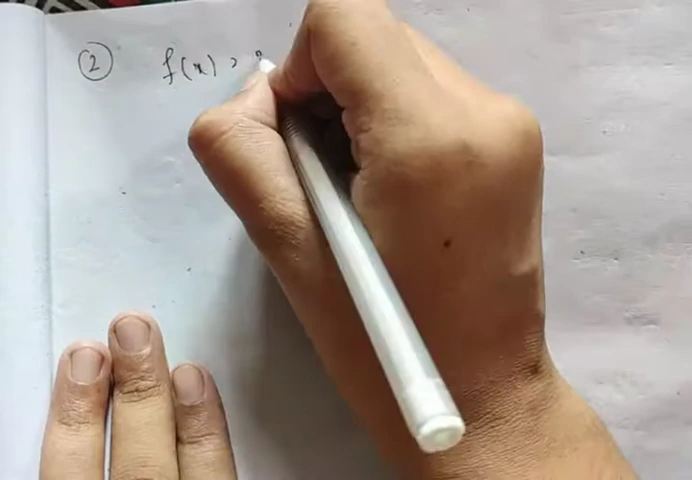 ② f(x) >